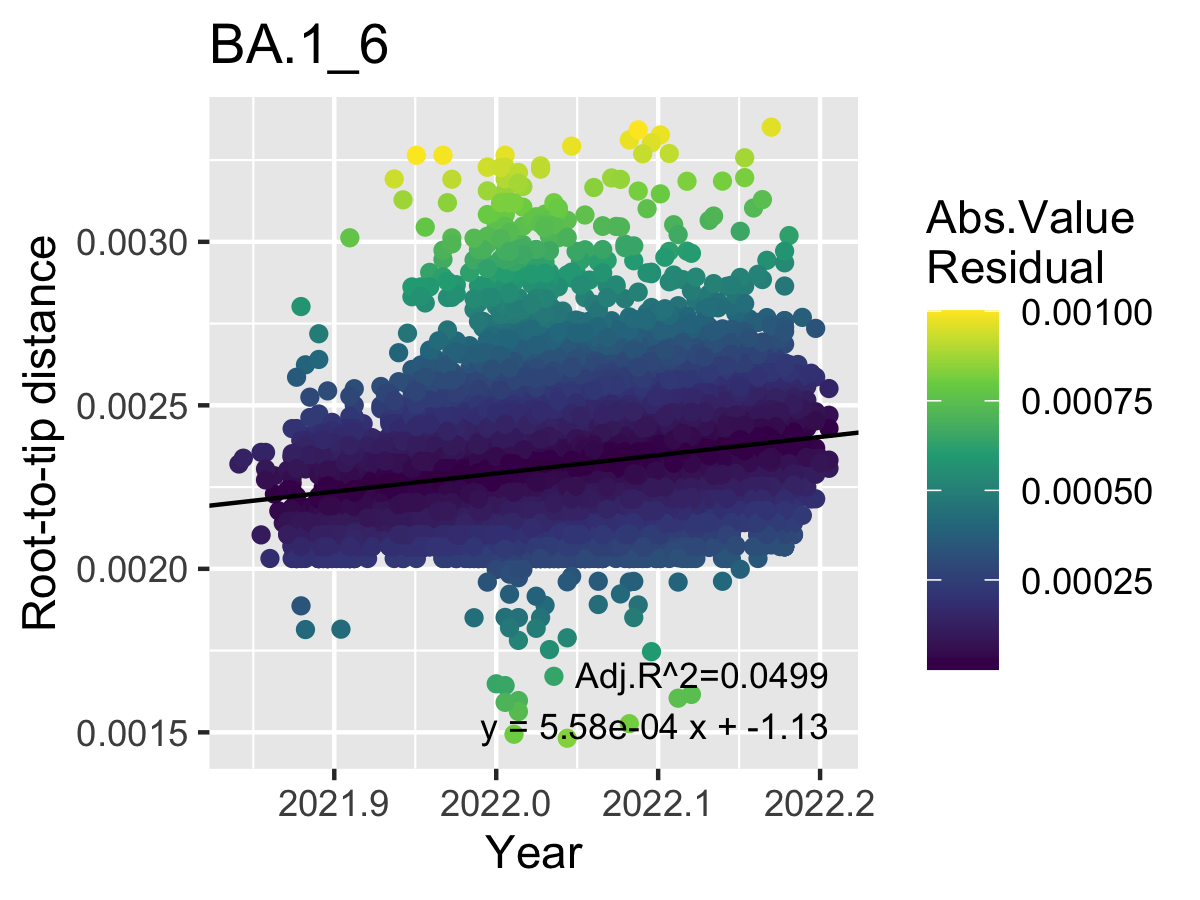 BA.1_6
Root-to-tip distance
0.0030
0.0025
0.0020
0.0015
Adj.R^2=0.0499
y = 5.58e-04 x + -1.13
2021.9 2022.0 2022.1 2022.2
Year
Abs.Value
Residual
0.00100
0.00075
0.00050
0.00025